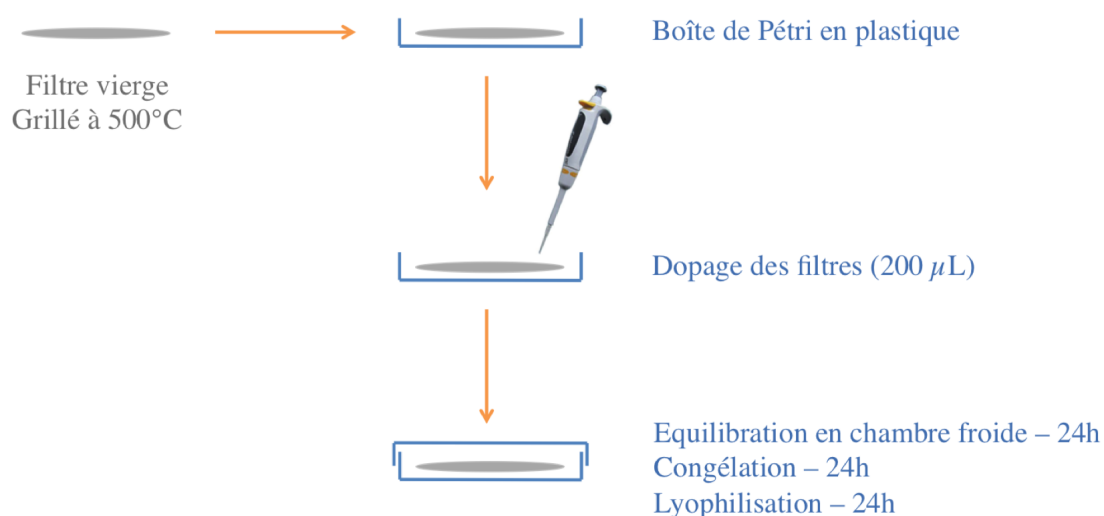 Boîte de Pétri en plastique
Filtre vierge
Grillé à 500°C
Dopage des filtres (200 µL)
Equilibration en chambre froide – 24h
Congélation – 24h
Lyophilisation – 24h